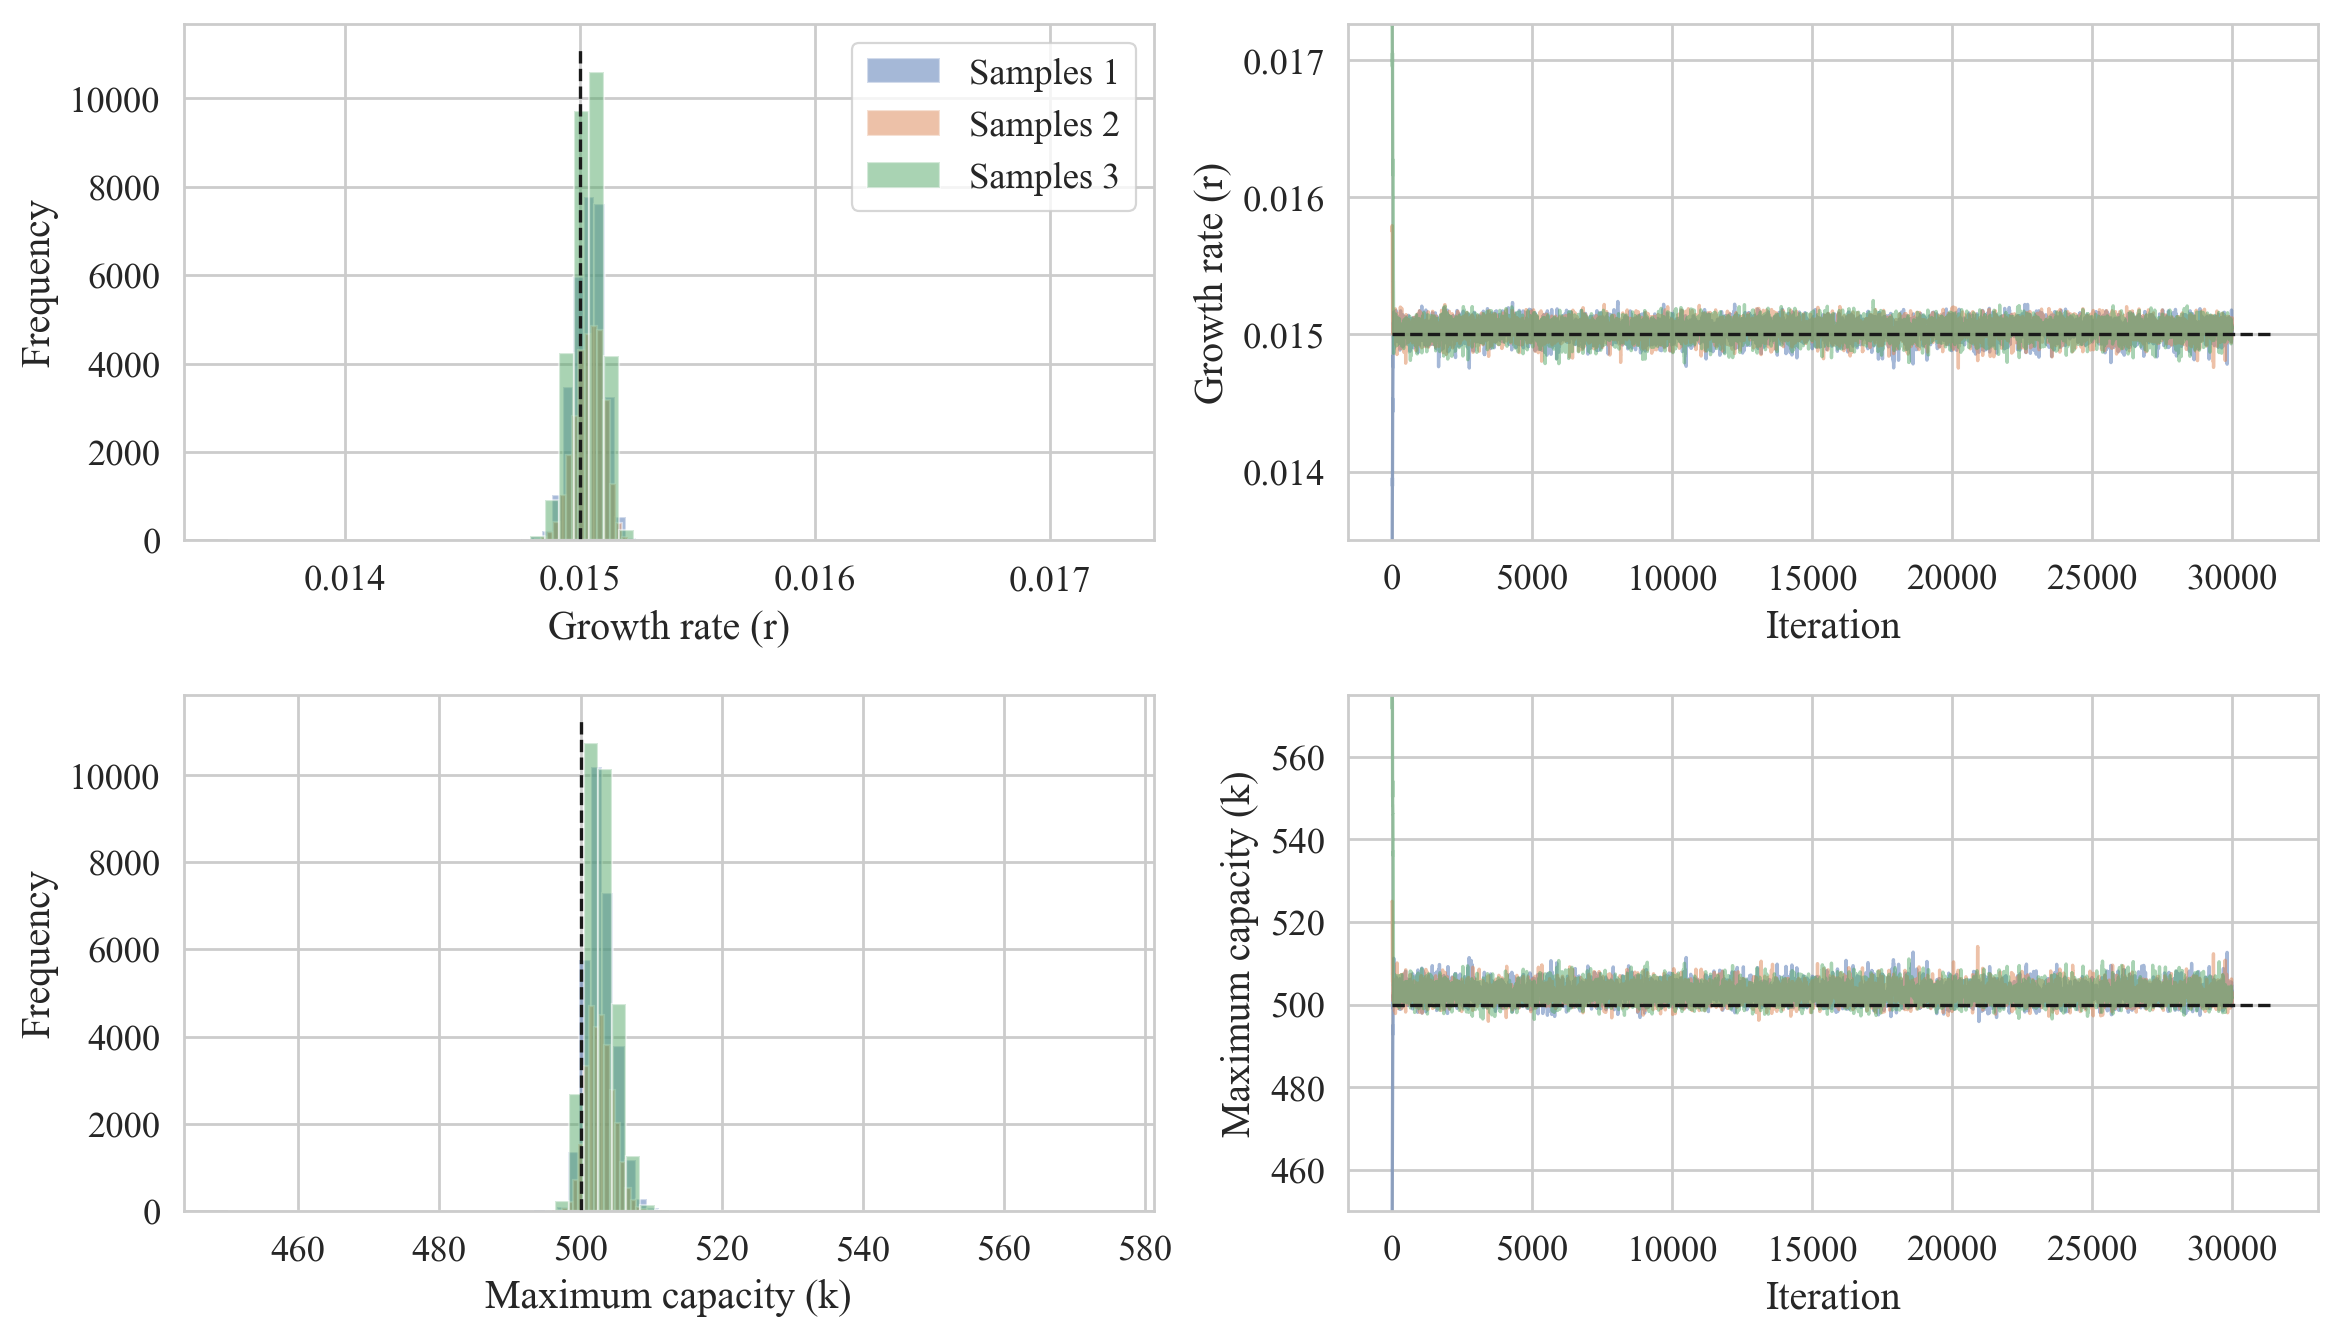 Frequency
10000
8000
6000
4000
2000
0
0.014 0.015 0.016 0.017
Growth rate (r)
Samples 1
Samples 2
Samples 3
Growth rate (r)
0.017
0.016
0.015
0.014
0 5000 10000 15000 20000 25000 30000
Iteration
Frequency
10000
8000
6000
4000
2000
0
460 480 500 520 540 560 580
Maximum capacity (k)
Maximum capacity (k)
560
540
520
500
480
460
0 5000 10000 15000 20000 25000 30000
Iteration